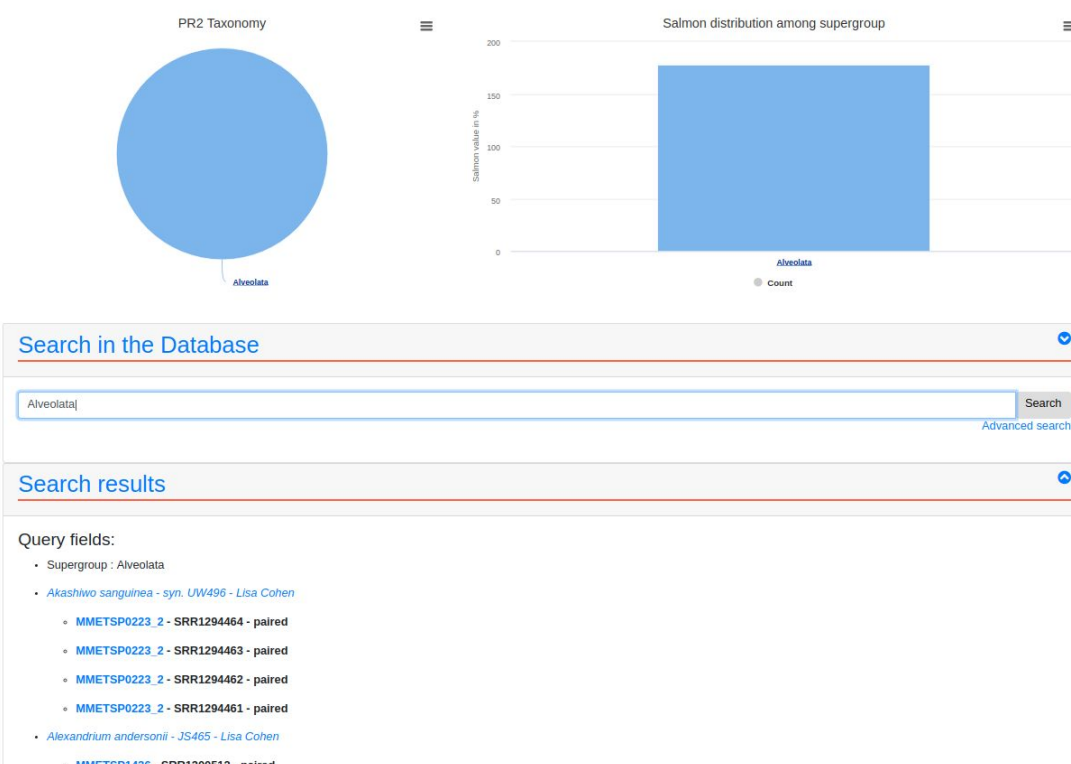 PR2 Taxonomy
Salmon distribution among supergroup
200
150
100
50
0
Salmon value in %
Alveolata
Alveolata
Count
Search in the Database
Alveolata
Search
Advanced search
Search results
Query fields:
Supergroup : Alveolata
Akashiwo sanguinea - syn. UW496 - Lisa Cohen
MMETSP0223_2 - SRR1294464 - paired
MMETSP0223_2 - SRR1294463 - paired
MMETSP0223_2 - SRR1294462 - paired
MMETSP0223_2 - SRR1294461 - paired
Alexandrium andersonii - JS465 - Lisa Cohen